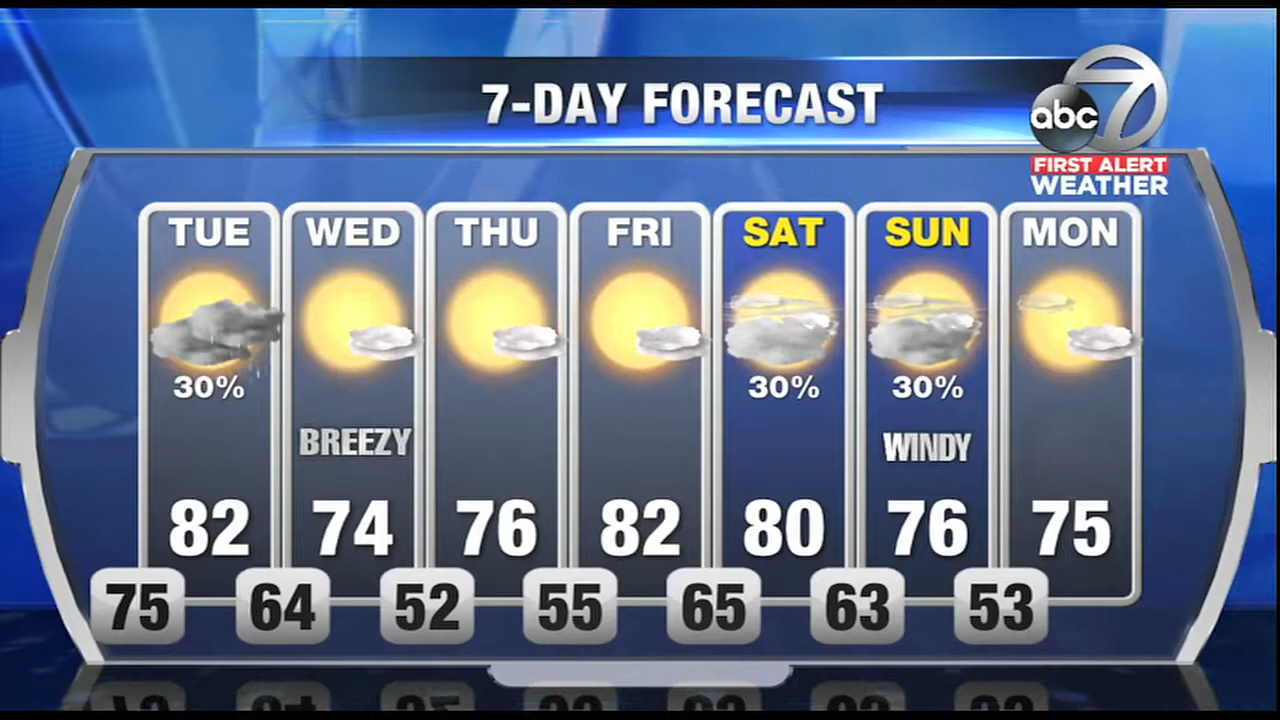 7-DAY FORECAST
abc 7
FIRST ALERT
WEATHER
TUE WED THU FRI SAT SUN MON
30% 30% 30%
BREEZY WINDY
82 74 76 82 80 76 75
75 64 52 55 65 63 53